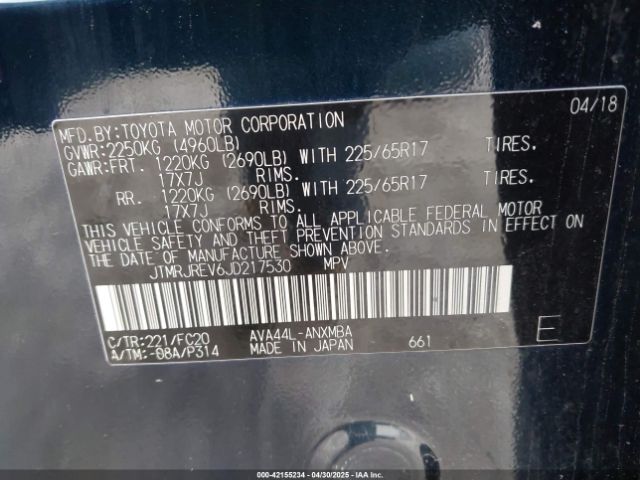 04/18
MFD.BY:TOYOTA MOTOR CORPORATION
GVWR:2250KG (4960LB)
GAWR:FRT. 1220KG (2690LB) WITH 225/65R17 TIRES.
17X7J RIMS.
RR. 1220KG (2690LB) WITH 225/65R17 TIRES.
17X7J RIMS.
THIS VEHICLE CONFORMS TO ALL APPLICABLE FEDERAL MOTOR
VEHICLE SAFETY AND THEFT PREVENTION STANDARDS IN EFFECT ON
THE DATE OF MANUFACTURE SHOWN ABOVE.
JTMRJREV6JD217530 MPV
C/TR:221/FC20 AVA44L-ANXMBA E
A/TM:-08A/P314 MADE IN JAPAN 661
000-42155234 | 04/30/2025 | IAAI.com